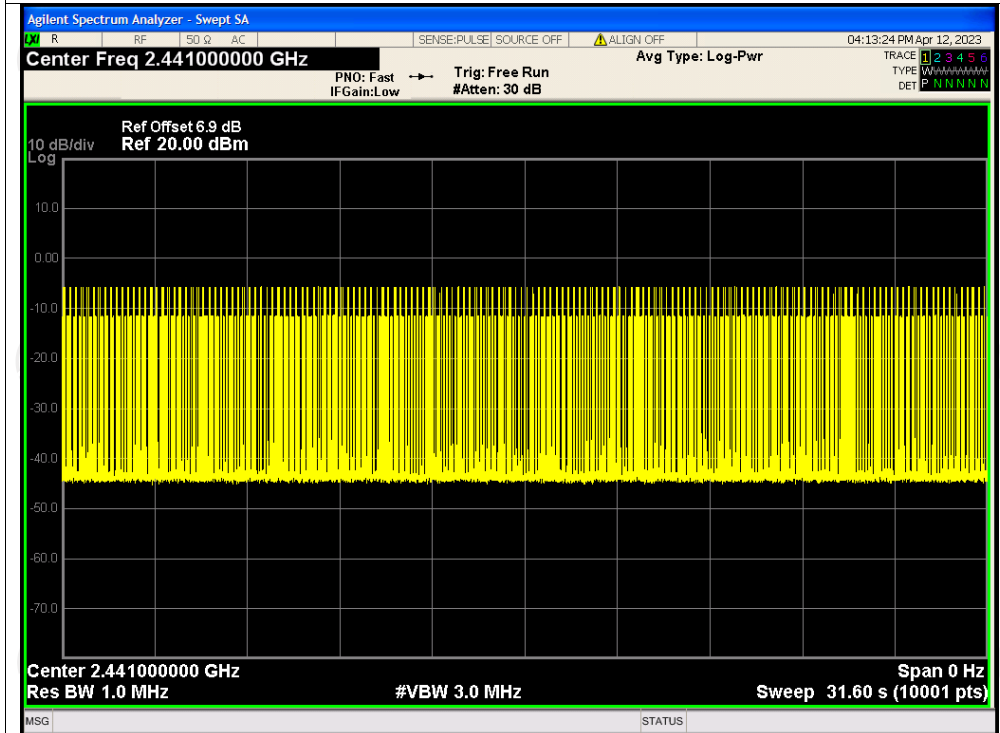 Agilent Spectrum Analyzer - Swept SA
LXI R RF 50 Ω AC SENSE:PULSE SOURCE OFF ALIGN OFF 04:13:24 PM Apr 12, 2023
Center Freq 2.441000000 GHz Avg Type: Log-Pwr TRACE 1 2 3 4 5 6
PNO: Fast Trig: Free Run TYPE W
IFGain:Low #Atten: 30 dB DET P N N N N N
Ref Offset 6.9 dB
10 dB/div Ref 20.00 dBm
Log
10.0
0.00
-10.0
-20.0
-30.0
-40.0
-50.0
-60.0
-70.0
Center 2.441000000 GHz Span 0 Hz
Res BW 1.0 MHz #VBW 3.0 MHz Sweep 31.60 s (10001 pts)
MSG STATUS